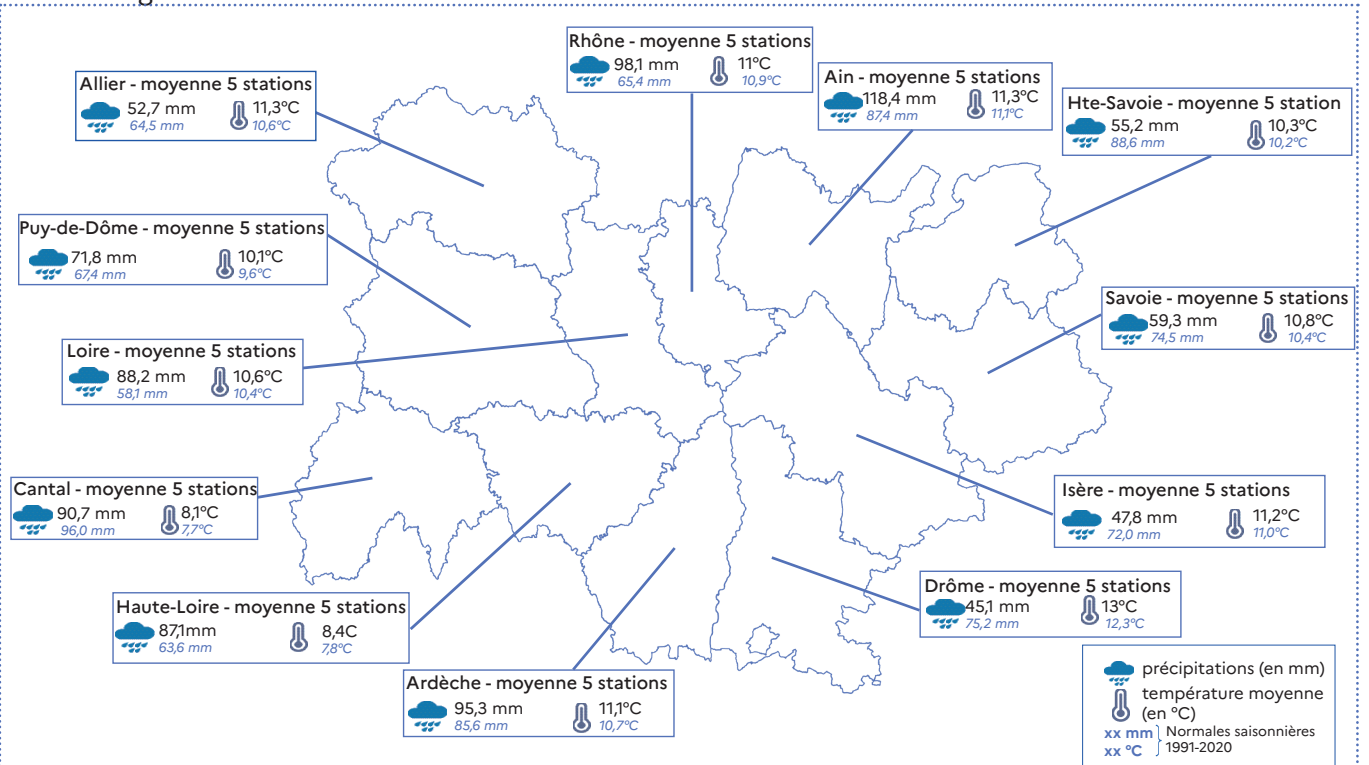 Rhône - moyenne 5 stations
98,1 mm 11°C
65,4 mm 10,9°C
Ain - moyenne 5 stations
118,4 mm 11,3°C
87,4 mm 11,1°C
Allier - moyenne 5 stations
52,7 mm 11,3°C
64,5 mm 10,6°C
Hte-Savoie - moyenne 5 station
55,2 mm 10,3°C
88,6 mm 10,2°C
Puy-de-Dôme - moyenne 5 stations
71,8 mm 10,1°C
67,4 mm 9,6°C
Savoie - moyenne 5 stations
59,3 mm 10,8°C
74,5 mm 10,4°C
Loire - moyenne 5 stations
88,2 mm 10,6°C
58,1 mm 10,4°C
Cantal - moyenne 5 stations
90,7 mm 8,1°C
96,0 mm 7,7°C
Isère - moyenne 5 stations
47,8 mm 11,2°C
72,0 mm 11,0°C
Drôme - moyenne 5 stations
45,1 mm 13°C
75,2 mm 12,3°C
Haute-Loire - moyenne 5 stations
87,1mm 8,4C
63,6 mm 7,8°C
Ardèche - moyenne 5 stations
95,3 mm 11,1°C
85,6 mm 10,7°C
précipitations (en mm)
température moyenne
(en °C)
xx mm Normales saisonnières
xx °C 1991-2020